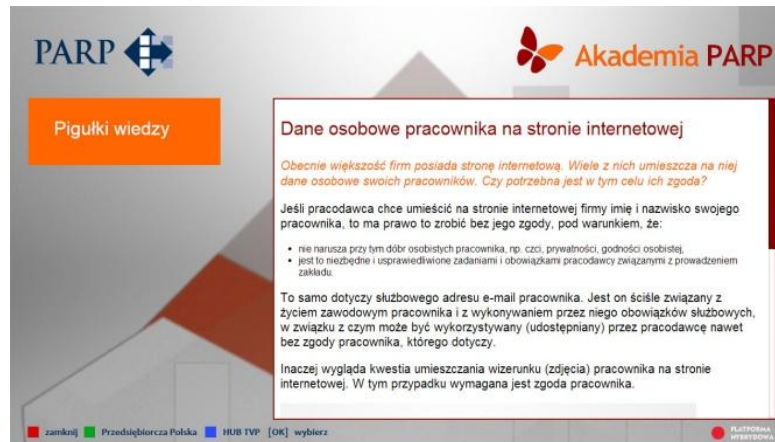 PARP
Akademia PARP
Pigułki wiedzy
Dane osobowe pracownika na stronie internetowej
Obecnie większość firm posiada stronę internetową. Wiele z nich umieszcza na niej
dane osobowe swoich pracowników. Czy potrzebna jest w tym celu ich zgoda?
Jeśli pracodawca chce umieścić na stronie internetowej firmy imię i nazwisko swojego
pracownika, to ma prawo to zrobić bez jego zgody, pod warunkiem, że:
• nie narusza przy tym dóbr osobistych pracownika, np. czci, prywatności, godności osobistej,
• jest to niezbędne i usprawiedliwione zadaniami i obowiązkami pracodawcy związanymi z prowadzeniem
zakładu.
To samo dotyczy służbowego adresu e-mail pracownika. Jest on ściśle związany z
życiem zawodowym pracownika i z wykonywaniem przez niego obowiązków służbowych,
w związku z czym może być wykorzystywany (udostępniany) przez pracodawcę nawet
bez zgody pracownika, którego dotyczy.
Inaczej wygląda kwestia umieszczania wizerunku (zdjęcia) pracownika na stronie
internetowej. W tym przypadku wymagana jest zgoda pracownika.
zamknij Przedsiębiorcza Polska HUB TVP [OK] wybierz
PLATFORMA
HYBRYDOWA